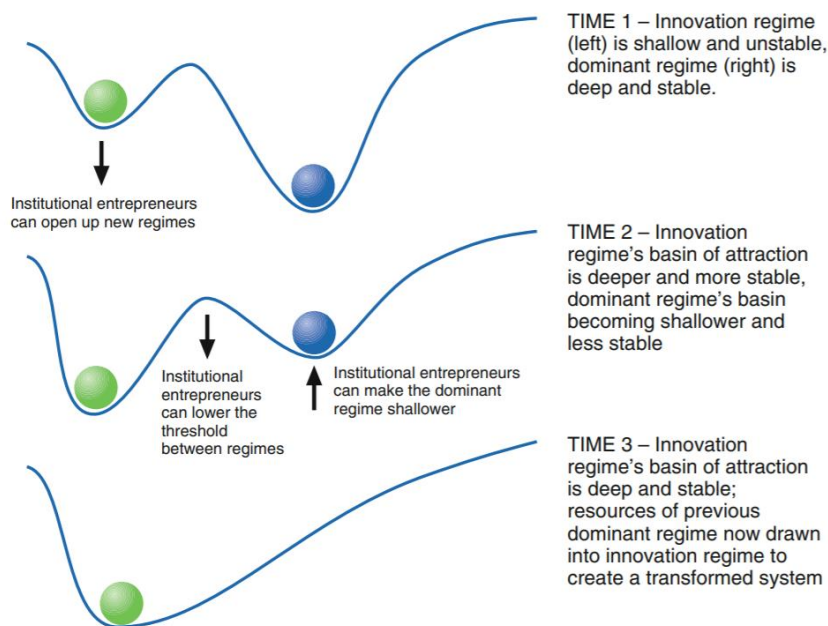 TIME 1 – Innovation regime
(left) is shallow and unstable,
dominant regime (right) is
deep and stable.
Institutional entrepreneurs
can open up new regimes
TIME 2 – Innovation
regime’s basin of attraction
is deeper and more stable,
dominant regime’s basin
becoming shallower and
less stable
Institutional
entrepreneurs
can lower the
threshold
between regimes
Institutional entrepreneurs
can make the dominant
regime shallower
TIME 3 – Innovation
regime’s basin of attraction
is deep and stable;
resources of previous
dominant regime now drawn
into innovation regime to
create a transformed system